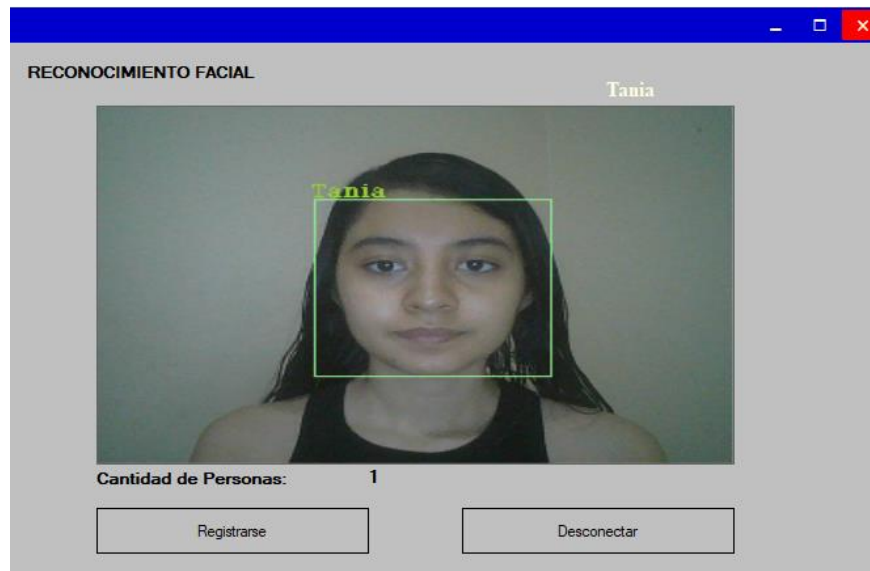 RECONOCIMIENTO FACIAL
Tania
Tania
Cantidad de Personas: 1
Registrarse
Desconectar